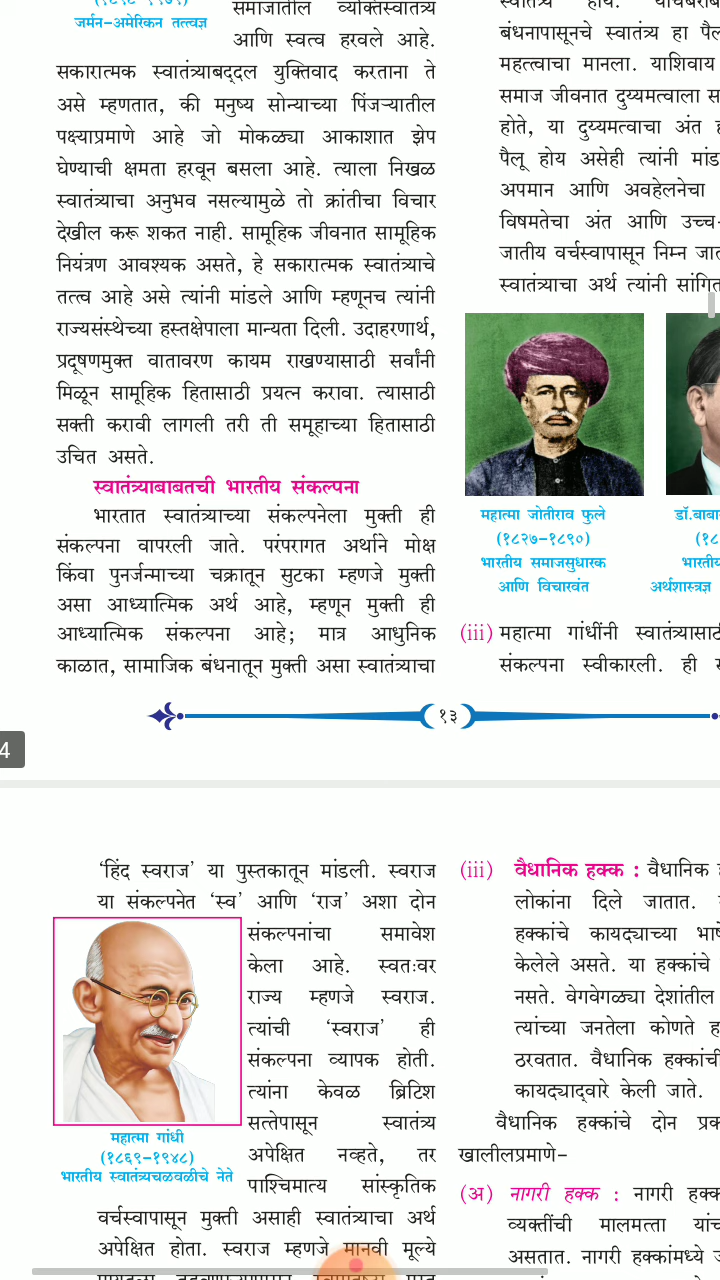 जर्मन-अमेरिकन तत्त्वज्ञ
समाजातील व्यक्तिस्वातंत्र्य
आणि स्वत्व हरवले आहे.
सकारात्मक स्वातंत्र्याबद्दल युक्तिवाद करताना ते
असे म्हणतात, की मनुष्य सोन्याच्या पिंजऱ्यातील
पक्ष्याप्रमाणे आहे जो मोकळ्या आकाशात झेप
घेण्याची क्षमता हरवून बसला आहे. त्याला निखळ
स्वातंत्र्याचा अनुभव नसल्यामुळे तो क्रांतीचा विचार
देखील करू शकत नाही. सामूहिक जीवनात सामूहिक
नियंत्रण आवश्यक असते, हे सकारात्मक स्वातंत्र्याचे
तत्त्व आहे असे त्यांनी मांडले आणि म्हणूनच त्यांनी
राज्यसंस्थेच्या हस्तक्षेपाला मान्यता दिली. उदाहरणार्थ,
प्रदूषणमुक्त वातावरण कायम राखण्यासाठी सर्वांनी
मिळून सामूहिक हितासाठी प्रयत्न करावा. त्यासाठी
सक्ती करावी लागली तरी ती समूहाच्या हितासाठी
उचित असते.
स्वातंत्र्याबाबतची भारतीय संकल्पना
भारतात स्वातंत्र्याच्या संकल्पनेला मुक्ती ही
संकल्पना वापरली जाते. परंपरागत अर्थाने मोक्ष
किंवा पुनर्जन्माच्या चक्रातून सुटका म्हणजे मुक्ती
असा आध्यात्मिक अर्थ आहे, म्हणून मुक्ती ही
आध्यात्मिक संकल्पना आहे; मात्र आधुनिक
काळात, सामाजिक बंधनातून मुक्ती असा स्वातंत्र्याचा
बंधनापासूनचे स्वातंत्र्य हा
महत्त्वाचा मानला. याशिवाय
समाज जीवनात दुय्यमत्वाला
होते, या दुय्यमत्वाचा अंत
पैलू होय असेही त्यांनी
अपमान आणि अवहेलनेचा
विषमतेचा अंत आणि
जातीय वर्चस्वापासून निम्न
स्वातंत्र्याचा अर्थ त्यांनी
महात्मा जोतीराव फुले
(१८२७-१८९०)
भारतीय समाजसुधारक
आणि विचारवंत
अर्थशास्त्रज्ञ
(iii) महात्मा गांधींनी
संकल्पना स्वीकारली. ही
१३
4
'हिंद स्वराज' या पुस्तकातून मांडली. स्वराज
या संकल्पनेत 'स्व' आणि 'राज' अशा दोन
संकल्पनांचा समावेश
केला आहे. स्वतःवर
राज्य म्हणजे स्वराज.
त्यांची 'स्वराज' ही
संकल्पना व्यापक होती.
त्यांना केवळ ब्रिटिश
सत्तेपासून स्वातंत्र्य
अपेक्षित नव्हते, तर
पाश्चिमात्य सांस्कृतिक
महात्मा गांधी
(१८६९-१९४८)
भारतीय स्वातंत्र्यचळवळीचे नेते
वर्चस्वापासून मुक्ती असाही स्वातंत्र्याचा अर्थ
अपेक्षित होता. स्वराज म्हणजे मानवी मूल्ये
(iii) वैधानिक हक्क : वैधानिक
लोकांना दिले जातात.
हक्कांचे कायद्याच्या
केलेले असते. या हक्कांचे
नसते. वेगवेगळ्या देशांतील
त्यांच्या जनतेला कोणते
ठरवतात. वैधानिक
कायद्याद्वारे केली जाते.
वैधानिक हक्कांचे दोन
खालीलप्रमाणे-
(अ) नागरी हक्क : नागरी
व्यक्तींची मालमत्ता
असतात. नागरी हक्कांमध्ये